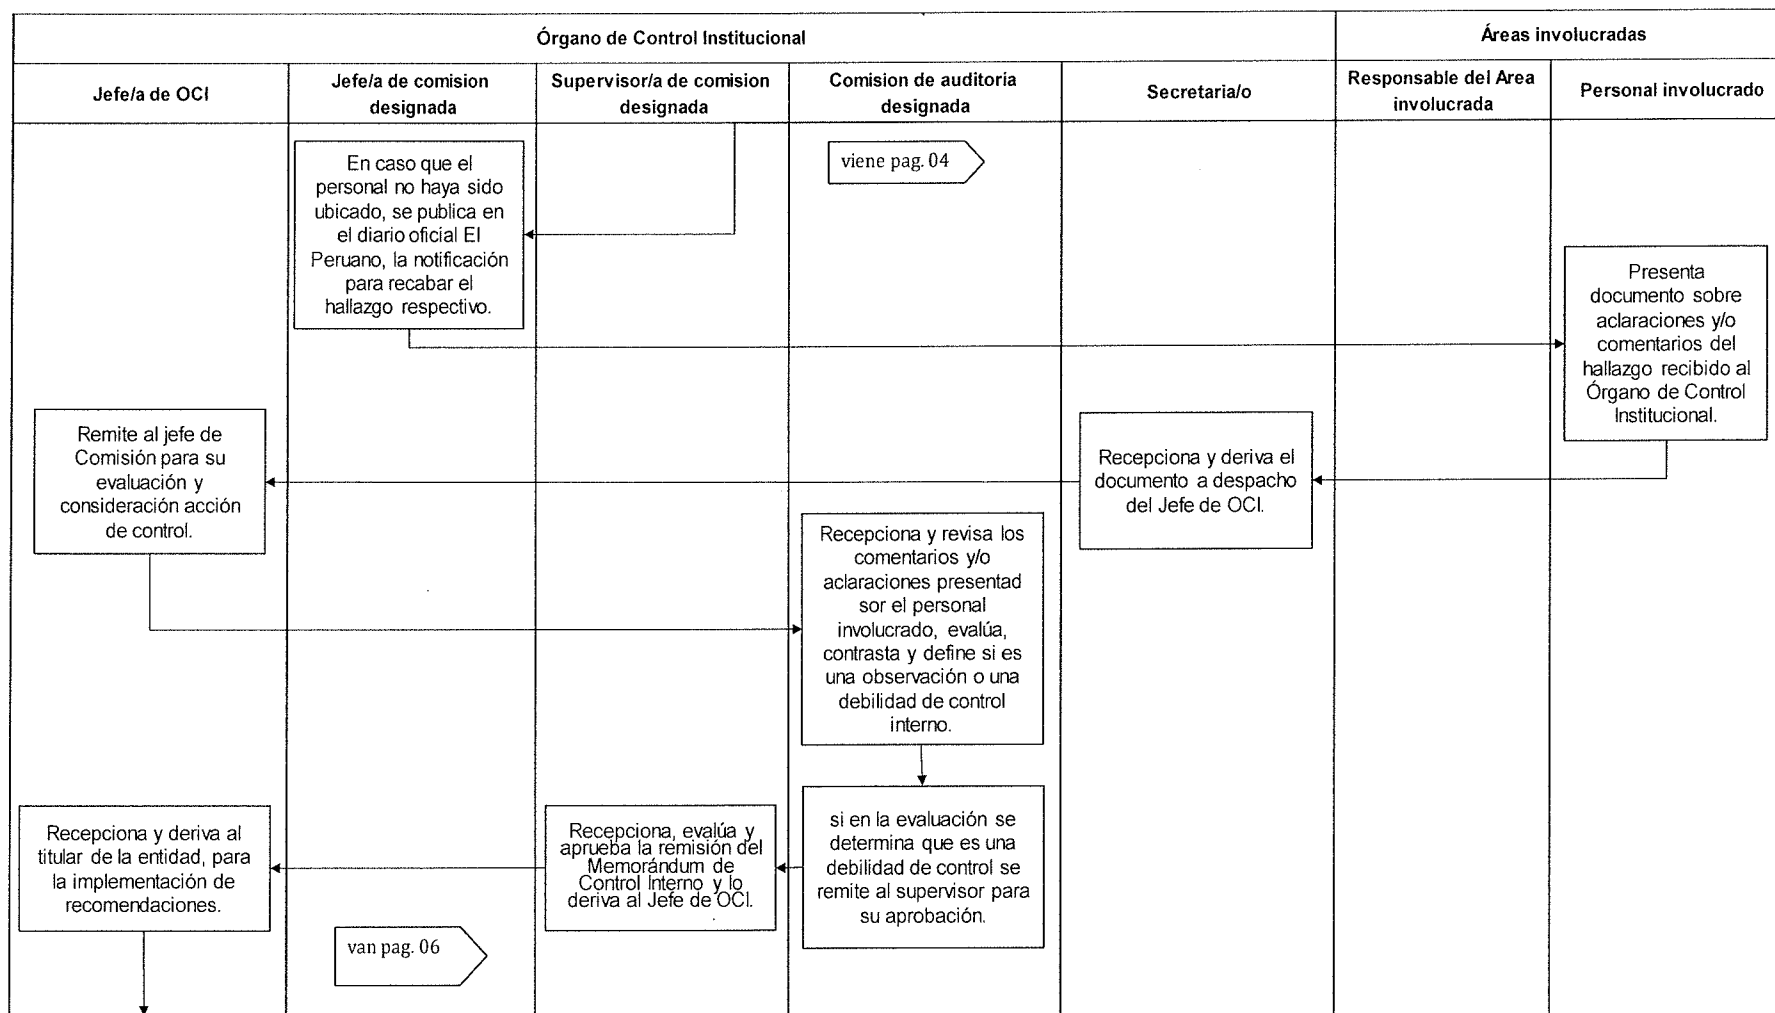 Órgano de Control Institucional
Áreas involucradas
Jefe/a de OCI
Jefe/a de comision
designada
Supervisor/a de comision
designada
Comision de auditoría
designada
Secretaria/o
Responsable del Area
involucrada
Personal involucrado
En caso que el
personal no haya sido
ubicado, se publica en
el diario oficial El
Peruano, la notificación
para recabar el
hallazgo respectivo.
viene pag. 04
Presenta
documento sobre
aclaraciones y/o
comentarios del
hallazgo recibido al
Órgano de Control
Institucional.
Remite al jefe de
Comisión para su
evaluación y
consideración acción
de control.
Recepciona y deriva el
documento a despacho
del Jefe de OCI.
Recepciona y revisa los
comentarios y/o
aclaraciones presentad
sor el personal
involucrado, evalúa,
contrasta y define si es
una observación o una
debilidad de control
interno.
Recepciona y deriva al
titular de la entidad, para
la implementación de
recomendaciones.
Recepciona, evalúa y
aprueba la remisión del
Memorándum de
Control Interno y lo
deriva al Jefe de OCI.
si en la evaluación se
determina que es una
debilidad de control se
remite al supervisor para
su aprobación.
van pag. 06